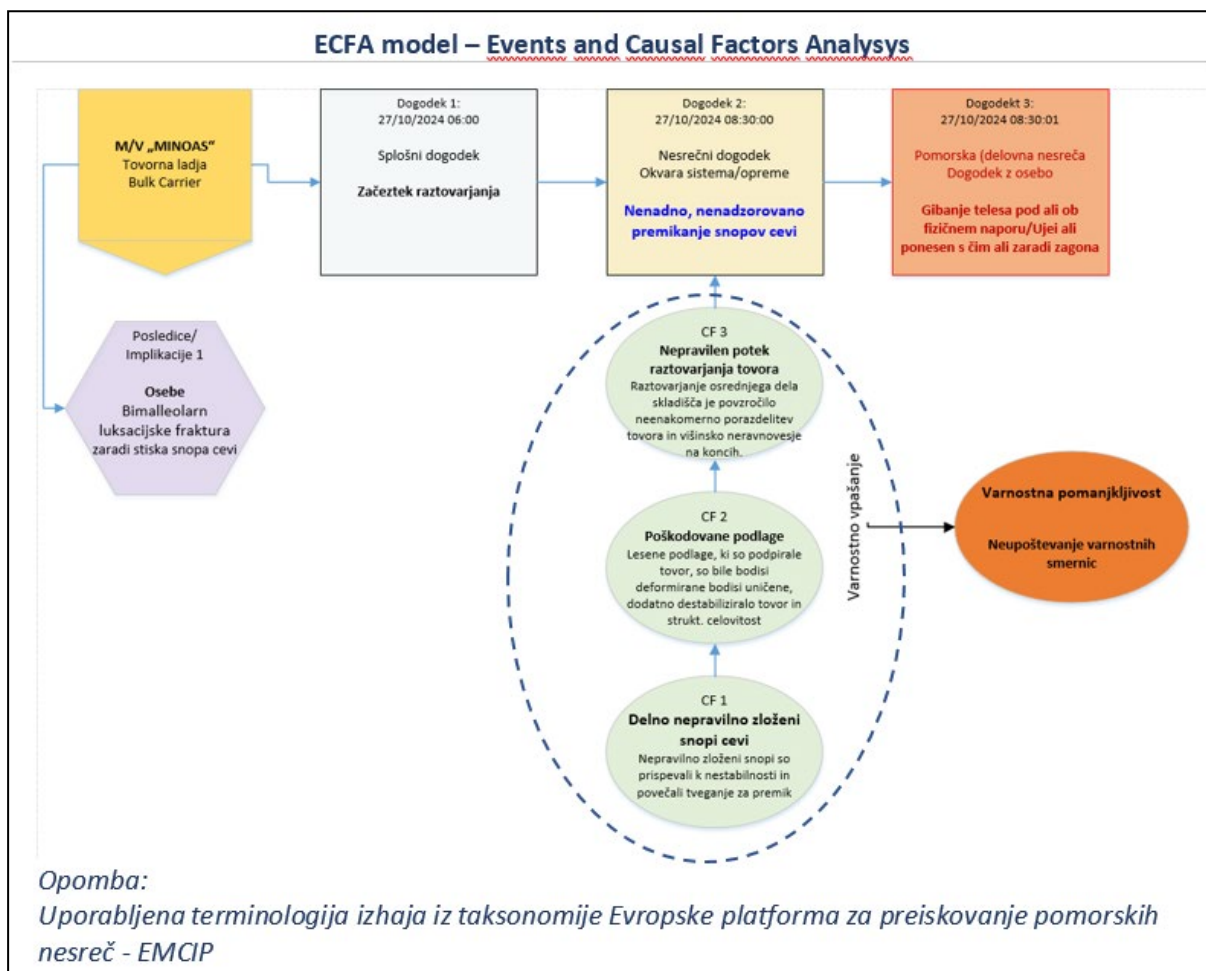 ECFA model – Events and Causal Factors Analysys
M/V „MINOAS“
Tovorna ladja
Bulk Carrier
Dogodek 1:
27/10/2024 06:00
Splošni dogodek
Začeztek raztovarjanja
Dogodek 2:
27/10/2024 08:30:00
Nesrečni dogodek
Okvara sistema/opreme
Nenadno, nenadzorovano
premikanje snopov cevi
Dogodekt 3:
27/10/2024 08:30:01
Pomorska (delovna nesreča
Dogodek z osebo
Gibanje telesa pod ali ob
fizičnem naporu/Ujei ali
ponesen s čim ali zaradi zagona
Posledice/
Implikacije 1
Osebe
Bimalleolarn
luksacijske fraktura
zaradi stiska snopa cevi
CF 3
Nepravilen potek
raztovarjanja tovora
Raztovarjanje osrednjega dela
skladišča je povzročilo
neenakomerno porazdelitev
tovora in višinsko neravnovesje
na koncih.
CF 2
Poškodovane podlage
Lesene podlage, ki so podpirale
tovor, so bile bodisi
deformirane bodisi uničene,
dodatno destabiliziralo tovor in
strukt. celovitost
CF 1
Delno nepravilno zloženi
snopi cevi
Nepravilno zloženi snopi so
prispevali k nestabilnosti in
povečali tveganje za premik
Varnostno vpašanje
Varnostna pomanjkljivost
Neupoštevanje varnostnih
smernic
Opomba:
Uporabljena terminologija izhaja iz taksonomije Evropske platforma za preiskovanje pomorskih
nesreč - EMCIP